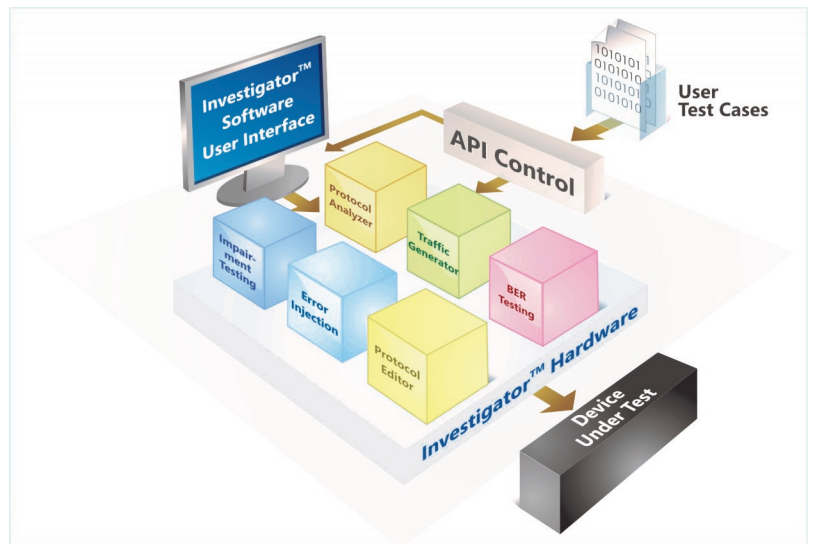 Investigator™
Software
User Interface
1010101
0101010
1010101
0101010
User
Test Cases
API Control
Protocol
Analyzer
Traffic
Generator
Impair-
ment
Testing
Error
Injection
BER
Testing
Protocol
Editor
Investigator™ Hardware
Device
Under Test